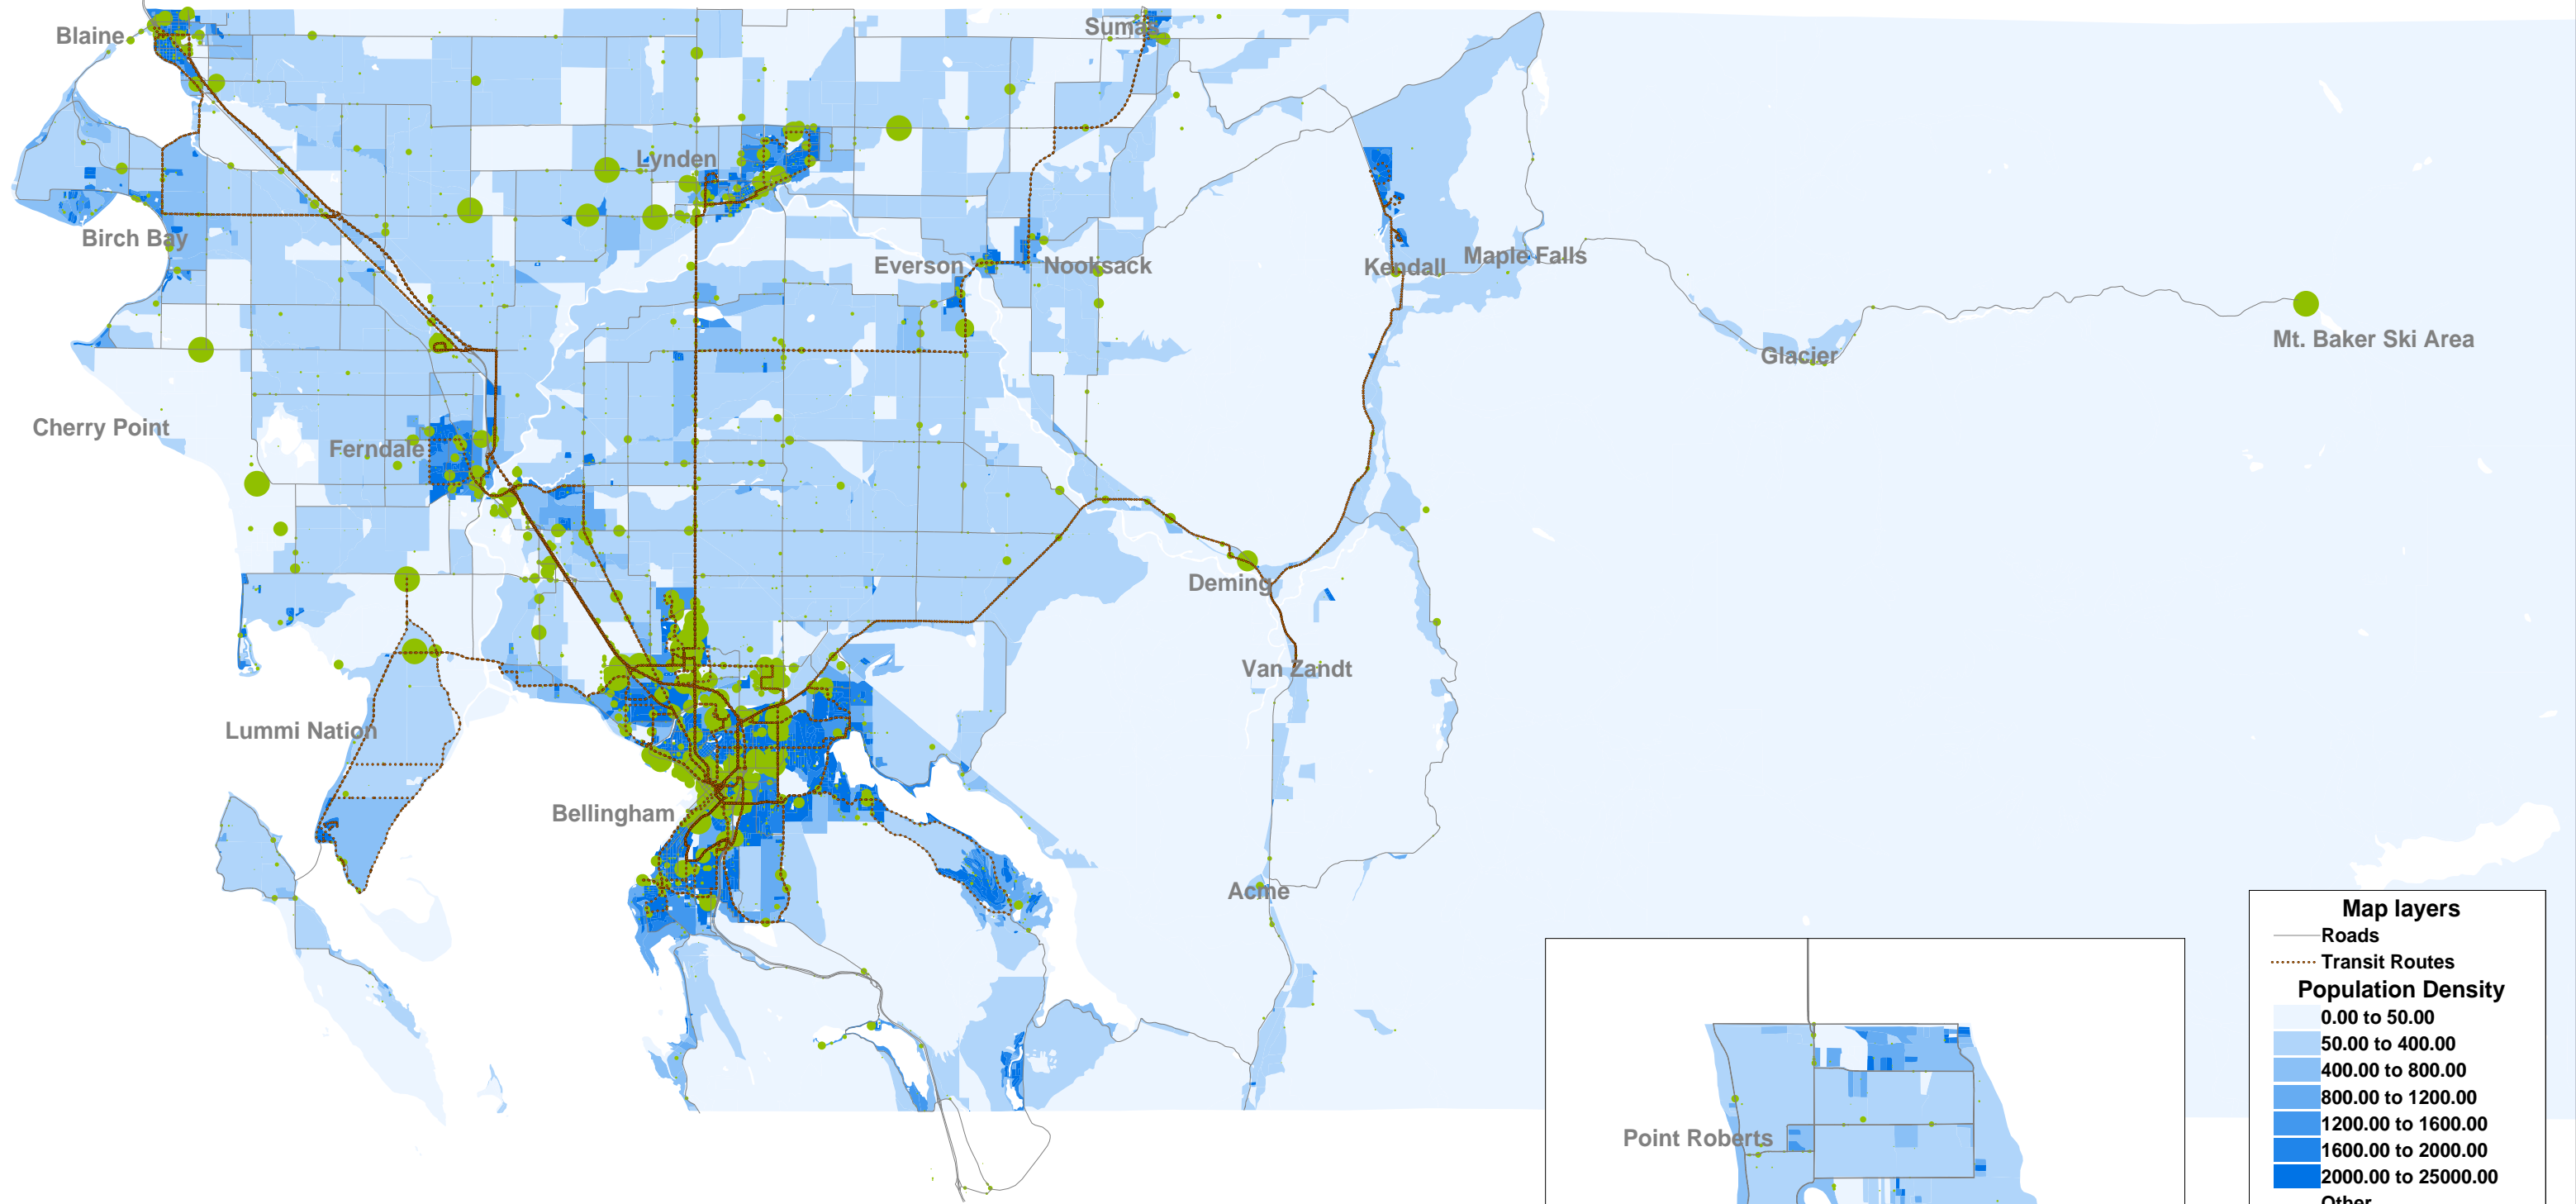 Blaine
Sumas
Lynden
Birch Bay
Everson
Nooksack
Kendall
Maple Falls
Mt. Baker Ski Area
Glacier
Cherry Point
Ferndale
Deming
Van Zandt
Lummi Nation
Bellingham
Acme
Point Roberts
Map layers
Roads
Transit Routes
Population Density
0.00 to 50.00
50.00 to 400.00
400.00 to 800.00
800.00 to 1200.00
1200.00 to 1600.00
1600.00 to 2000.00
2000.00 to 25000.00
Other